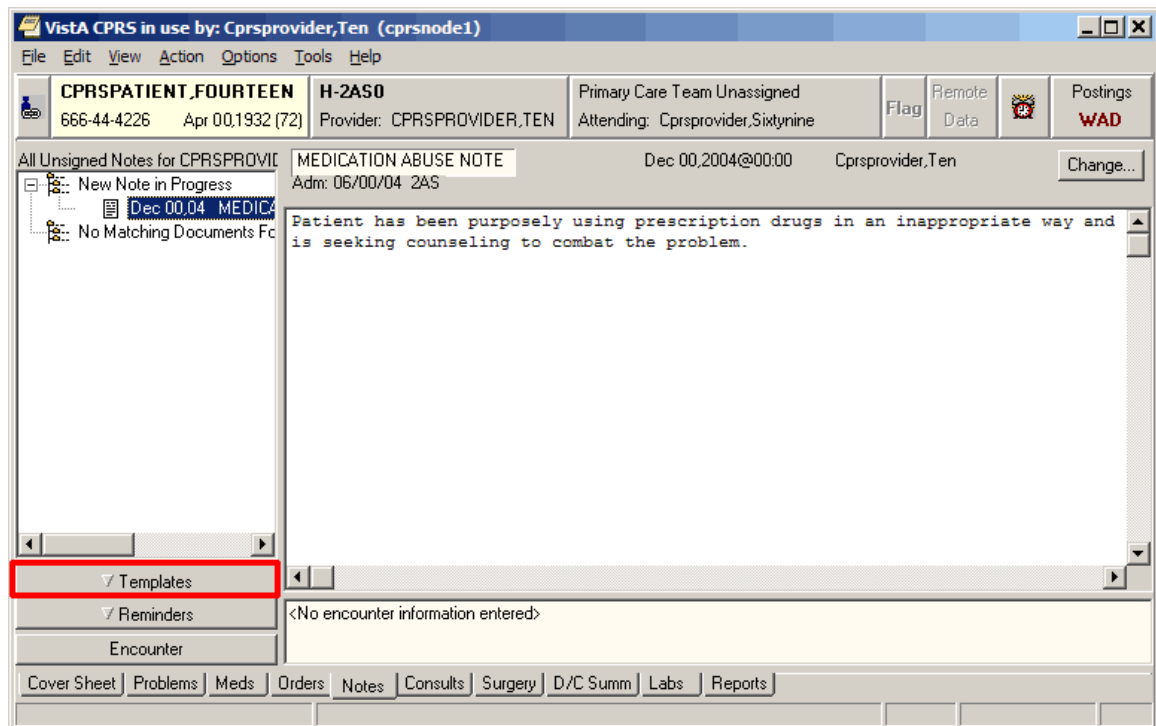 VistA CPRS in use by: Cprsprovider,Ten (cprsnode1)
File Edit View Action Options Tools Help
CPRSPATIENT,FOURTEEN
666-44-4226 Apr 00,1932 (72)
H-2AS0
Provider: CPRSPROVIDER,TEN
Primary Care Team Unassigned
Attending: Cprsprovider,Sixtynine
Flag
Remote
Data
Postings
WAD
All Unsigned Notes for CPRSPROVIE
New Note in Progress
Dec 00,04 MEDICA
No Matching Documents Fo
MEDICATION ABUSE NOTE Dec 00,2004@00:00 Cprsprovider,Ten
Change...
Adm: 06/00/04 2AS
Patient has been purposely using prescription drugs in an inappropriate way and
is seeking counseling to combat the problem.
Templates
Reminders
Encounter
<No encounter information entered>
Cover Sheet Problems Meds Orders Notes Consults Surgery D/C Summ Labs Reports